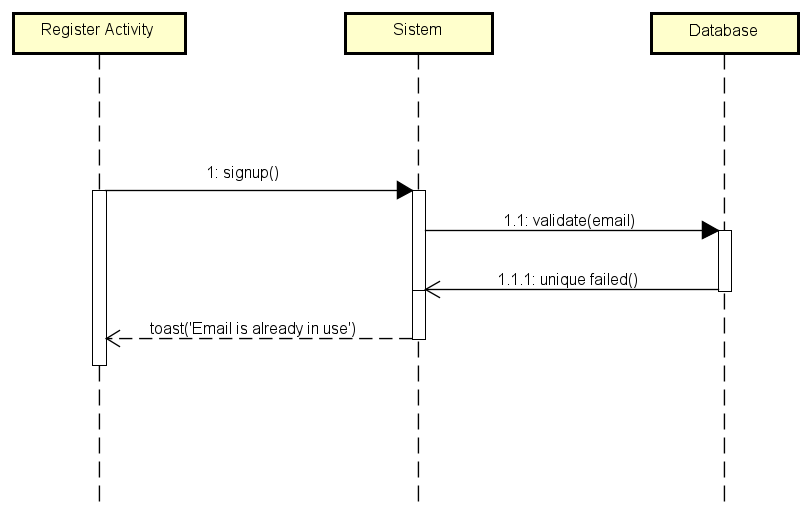 Register Activity
Sistem
Database
1: signup()
1.1: validate(email)
1.1.1: unique failed()
toast('Email is already in use')